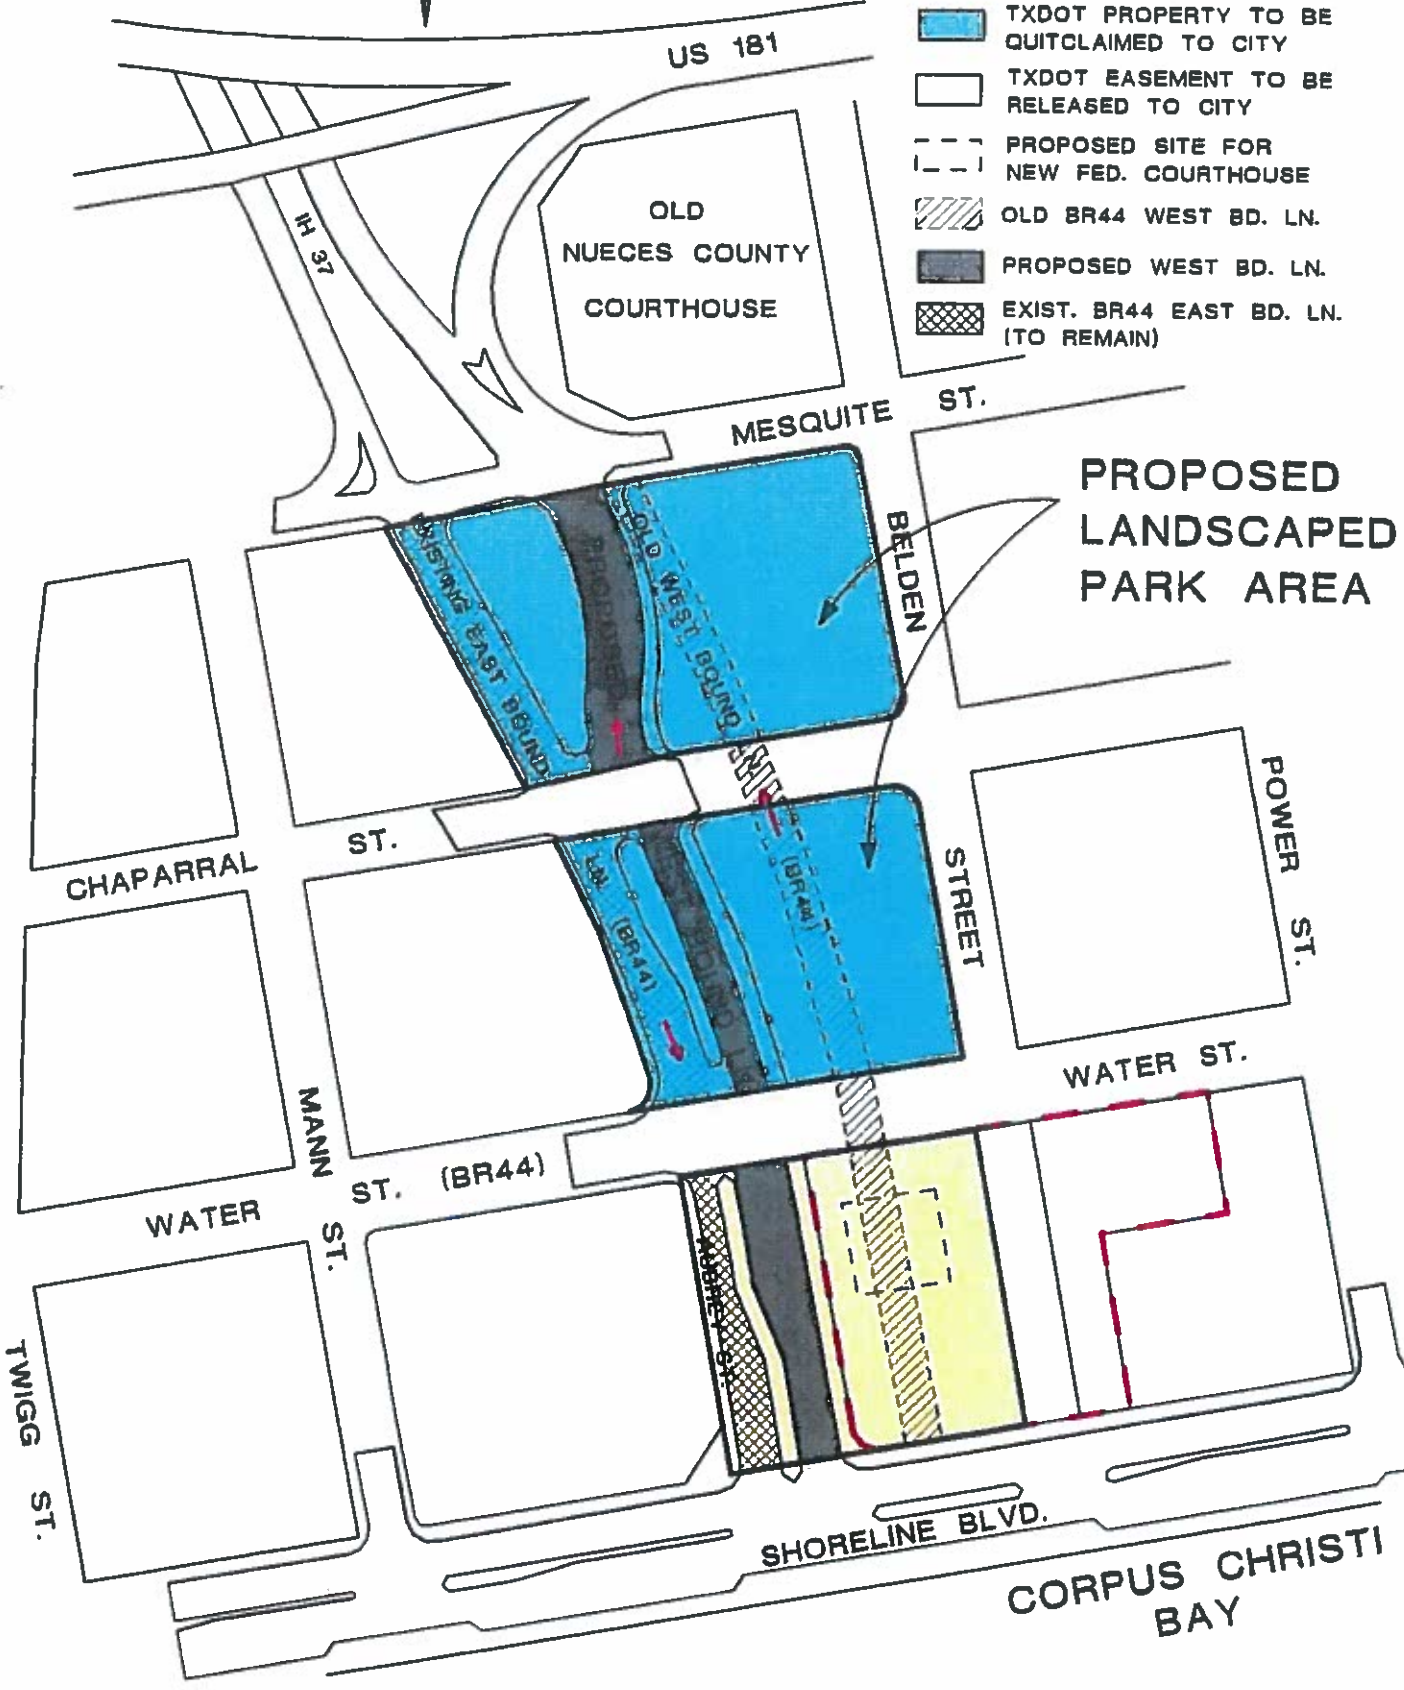 TXDOT PROPERTY TO BE
QUITCLAIMED TO CITY
TXDOT EASEMENT TO BE
RELEASED TO CITY
PROPOSED SITE FOR
NEW FED. COURTHOUSE
OLD BR44 WEST BD. LN.
PROPOSED WEST BD. LN.
EXIST. BR44 EAST BD. LN.
(TO REMAIN)
US 181
IH 37
OLD
NUECES COUNTY
COURTHOUSE
MESQUITE ST.
PROPOSED
LANDSCAPED
PARK AREA
BELDEN
STREET
EXISTING EAST BOUND
LN. (BR44)
PROPOSED
WEST BOUND
OLD WEST BOUND
(BR44)
POWER ST.
CHAPARRAL ST.
MANN ST.
WATER ST. (BR44)
WATER ST.
AUBREY ST.
TWIGG ST.
SHORELINE BLVD.
CORPUS CHRISTI
BAY